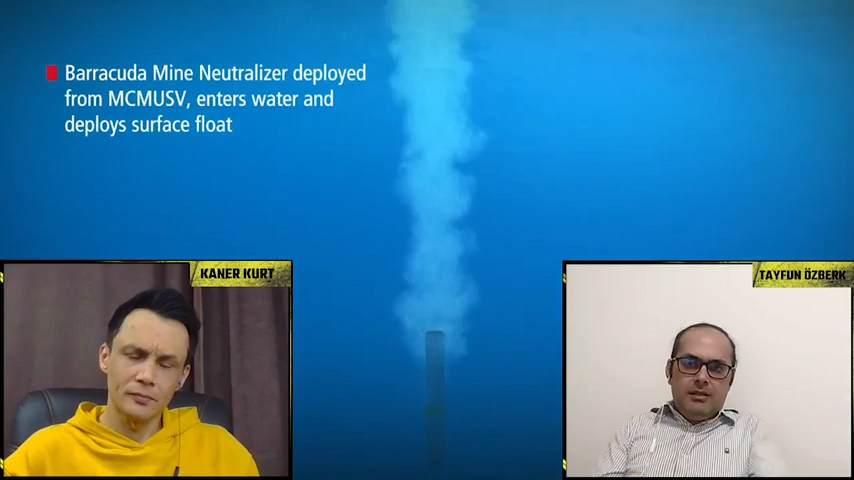 Barracuda Mine Neutralizer deployed
from MCMUSV, enters water and
deploys surface float
KANER KURT
TAYFUN ÖZBERK